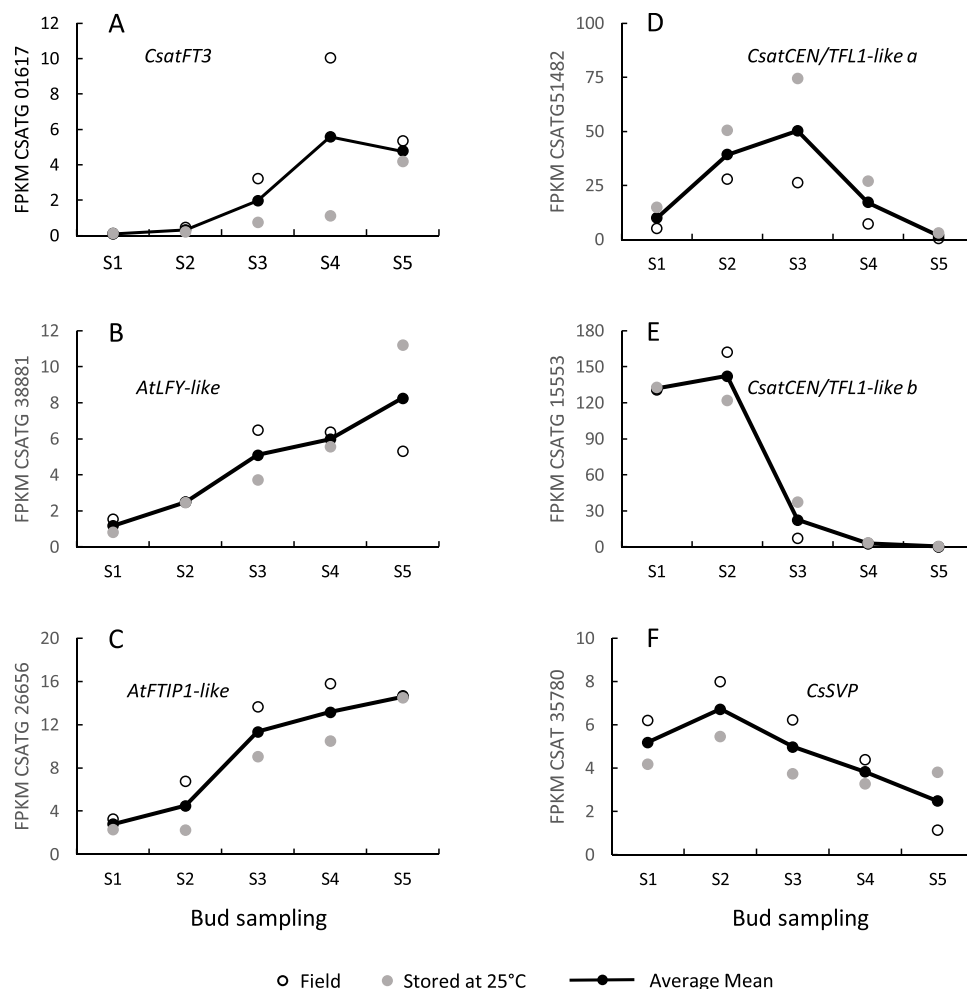 A
CsatFT3
FPKM CSATG 01617
12
10
8
6
4
2
0
S1 S2 S3 S4 S5
D
CsatCEN/TFL1-like a
FPKM CSATG51482
100
75
50
25
0
S1 S2 S3 S4 S5
B
AtLFY-like
FPKM CSATG 38881
12
10
8
6
4
2
0
S1 S2 S3 S4 S5
E
CsatCEN/TFL1-like b
FPKM CSATG 15553
180
150
120
90
60
30
0
S1 S2 S3 S4 S5
C
AtFTIP1-like
FPKM CSATG 26656
20
16
12
8
4
0
S1 S2 S3 S4 S5
Bud sampling
F
CsSVP
FPKM CSAT 35780
10
8
6
4
2
0
S1 S2 S3 S4 S5
Bud sampling
Field Stored at 25°C Average Mean